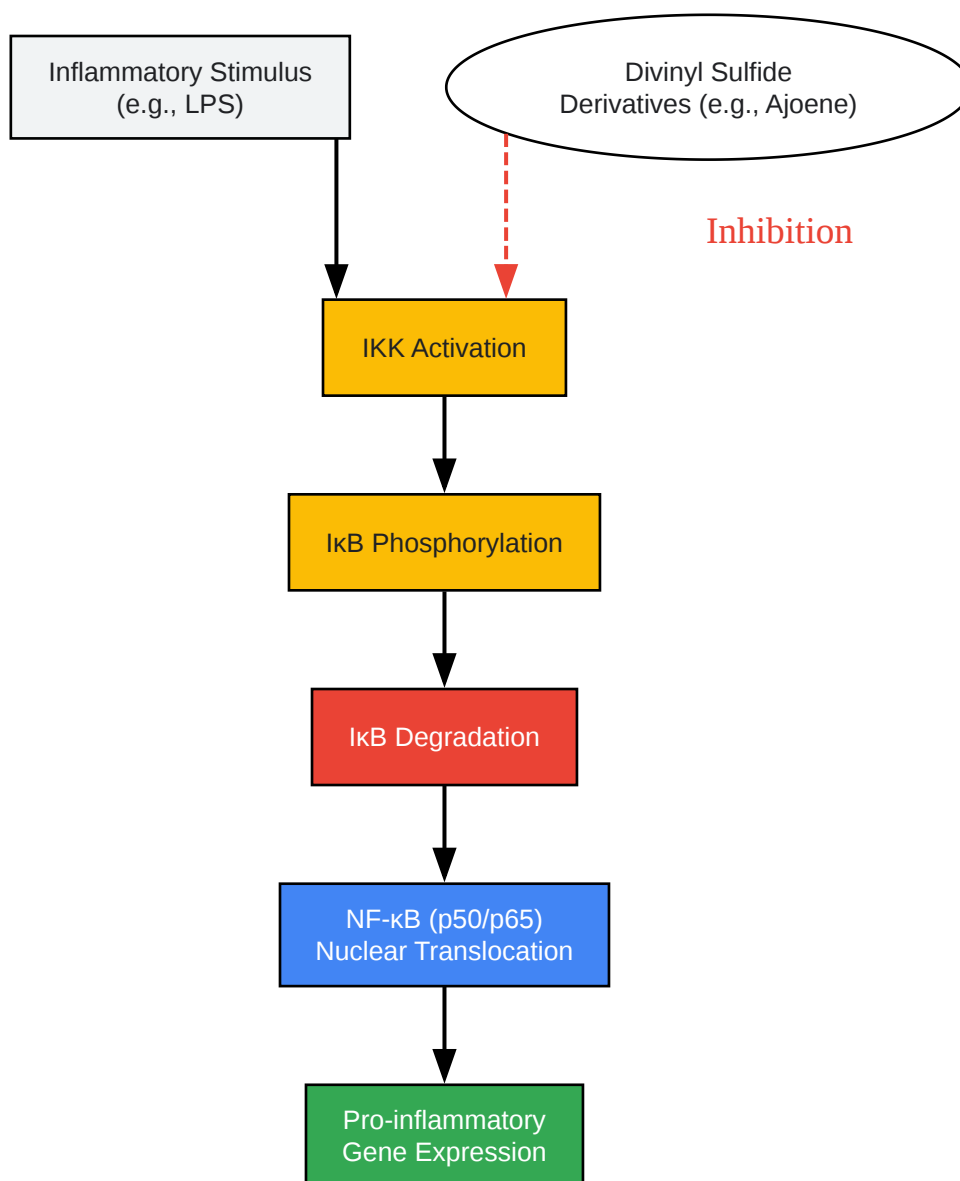 Inflammatory Stimulus
(e.g., LPS)
Divinyl Sulfide
Derivatives (e.g., Ajoene)
Inhibition
IKK Activation
IκB Phosphorylation
IκB Degradation
NF-κB (p50/p65)
Nuclear Translocation
Pro-inflammatory
Gene Expression